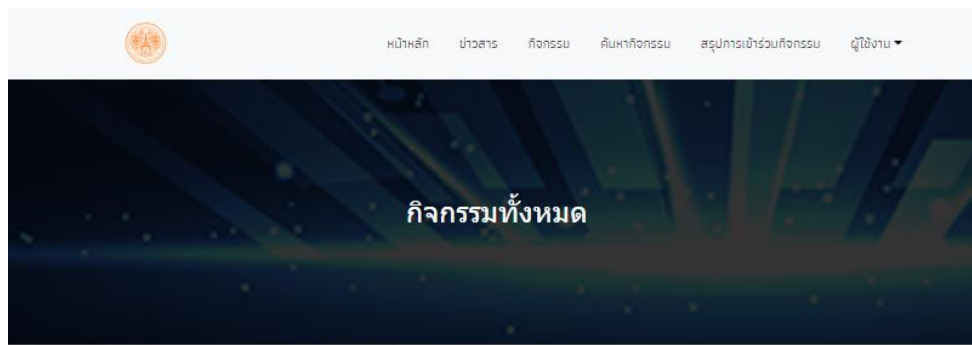 หน้าหลัก ข่าวสาร กิจกรรม ค้นหากิจกรรม สรุปการเข้าร่วมกิจกรรม ผู้ใช้งาน
กิจกรรมทั้งหมด